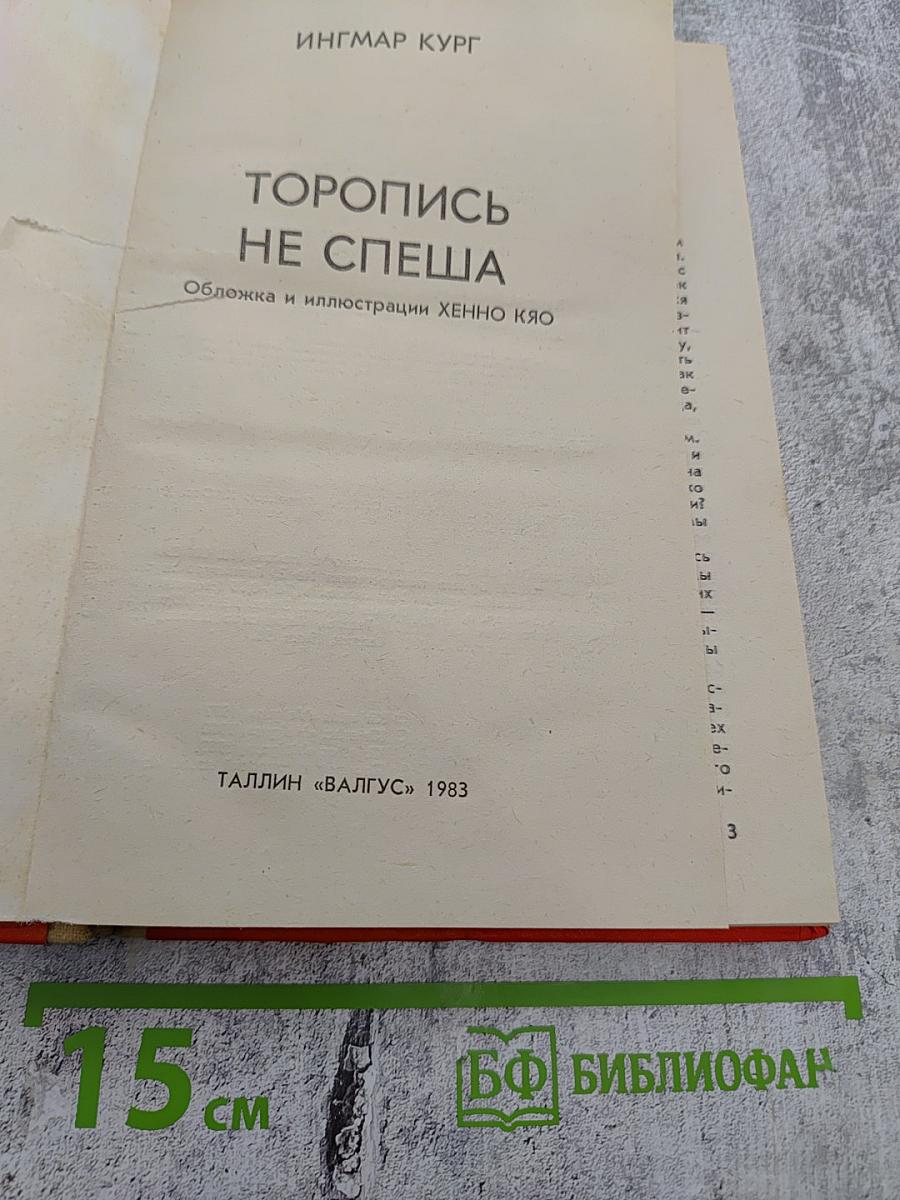 ИНГМАР КУРГ
ТОРОПИСЬ
НЕ СПЕША
Обложка и иллюстрации ХЕННО КЯО
ТАЛЛИН «ВАЛГУС» 1983
3
15 см
БФ БИБЛИОФАН